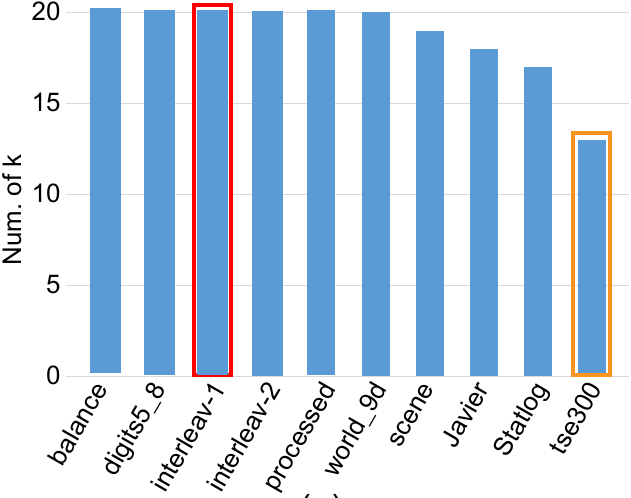 20
15
10
5
0
Num. of k
balance
digits5_8
interleav-1
interleav-2
processed
world_9d
scene
Javier
Statlog
tse300